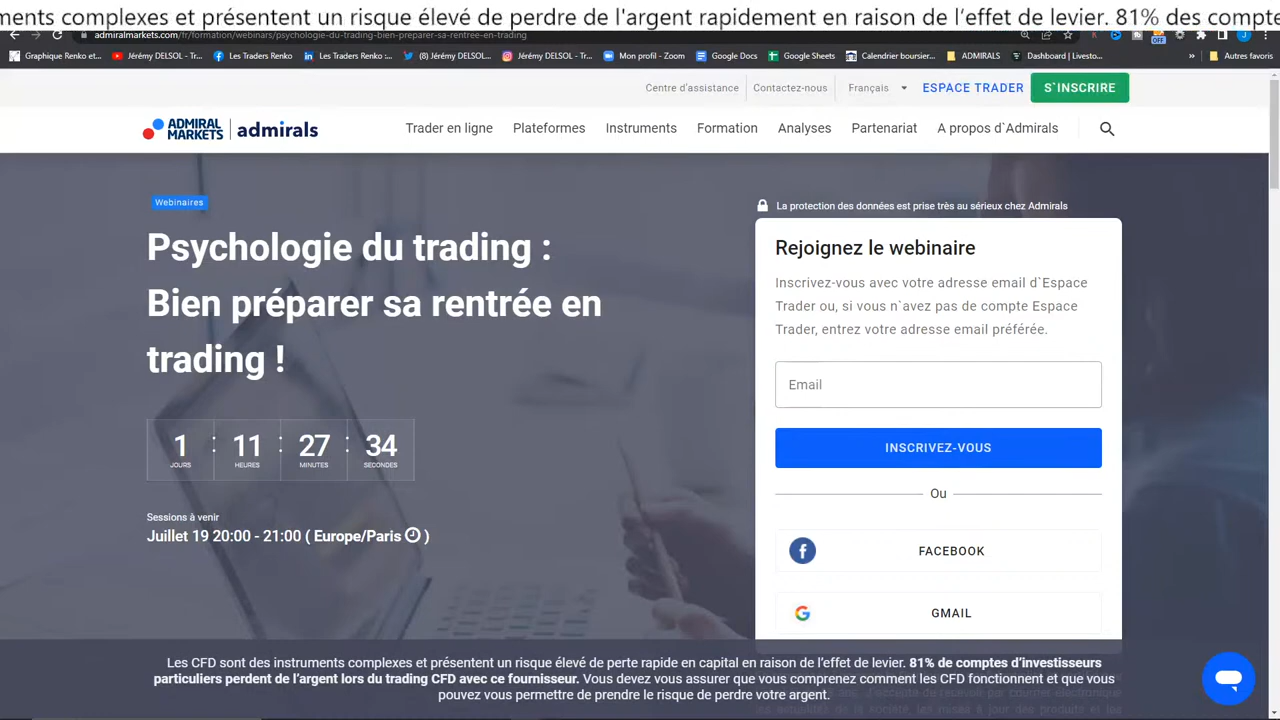 ments complexes et présentent un risque élevé de perdre de l'argent rapidement en raison de l'effet de levier. 81% des compte
admiralmarkets.com/fr/formation/webinars/psychologie-du-trading-bien-preparer-sa-rentree-en-trading
Graphique Renko et... Jérémy DELSOL - Tr... Les Traders Renko Les Traders Renko :... (8) Jérémy DELSOL... Jérémy DELSOL - Tr... Mon profil - Zoom Google Docs Google Sheets Calendrier boursier... ADMIRALS Dashboard | Livesto... » Autres favoris
Centre d'assistance Contactez-nous Français ESPACE TRADER S`INSCRIRE
ADMIRAL MARKETS admirals Trader en ligne Plateformes Instruments Formation Analyses Partenariat A propos d`Admirals
Webinaires
Psychologie du trading :
Bien préparer sa rentrée en
trading !
1 : 11 : 27 : 34
JOURS HEURES MINUTES SECONDES
Sessions à venir
Juillet 19 20:00 - 21:00 ( Europe/Paris )
La protection des données est prise très au sérieux chez Admirals
Rejoignez le webinaire
Inscrivez-vous avec votre adresse email d`Espace
Trader ou, si vous n`avez pas de compte Espace
Trader, entrez votre adresse email préférée.
Email
INSCRIVEZ-VOUS
Ou
FACEBOOK
GMAIL
Les CFD sont des instruments complexes et présentent un risque élevé de perte rapide en capital en raison de l'effet de levier. 81% de comptes d'investisseurs
particuliers perdent de l'argent lors du trading CFD avec ce fournisseur. Vous devez vous assurer que vous comprenez comment les CFD fonctionnent et que vous
pouvez vous permettre de prendre le risque de perdre votre argent.